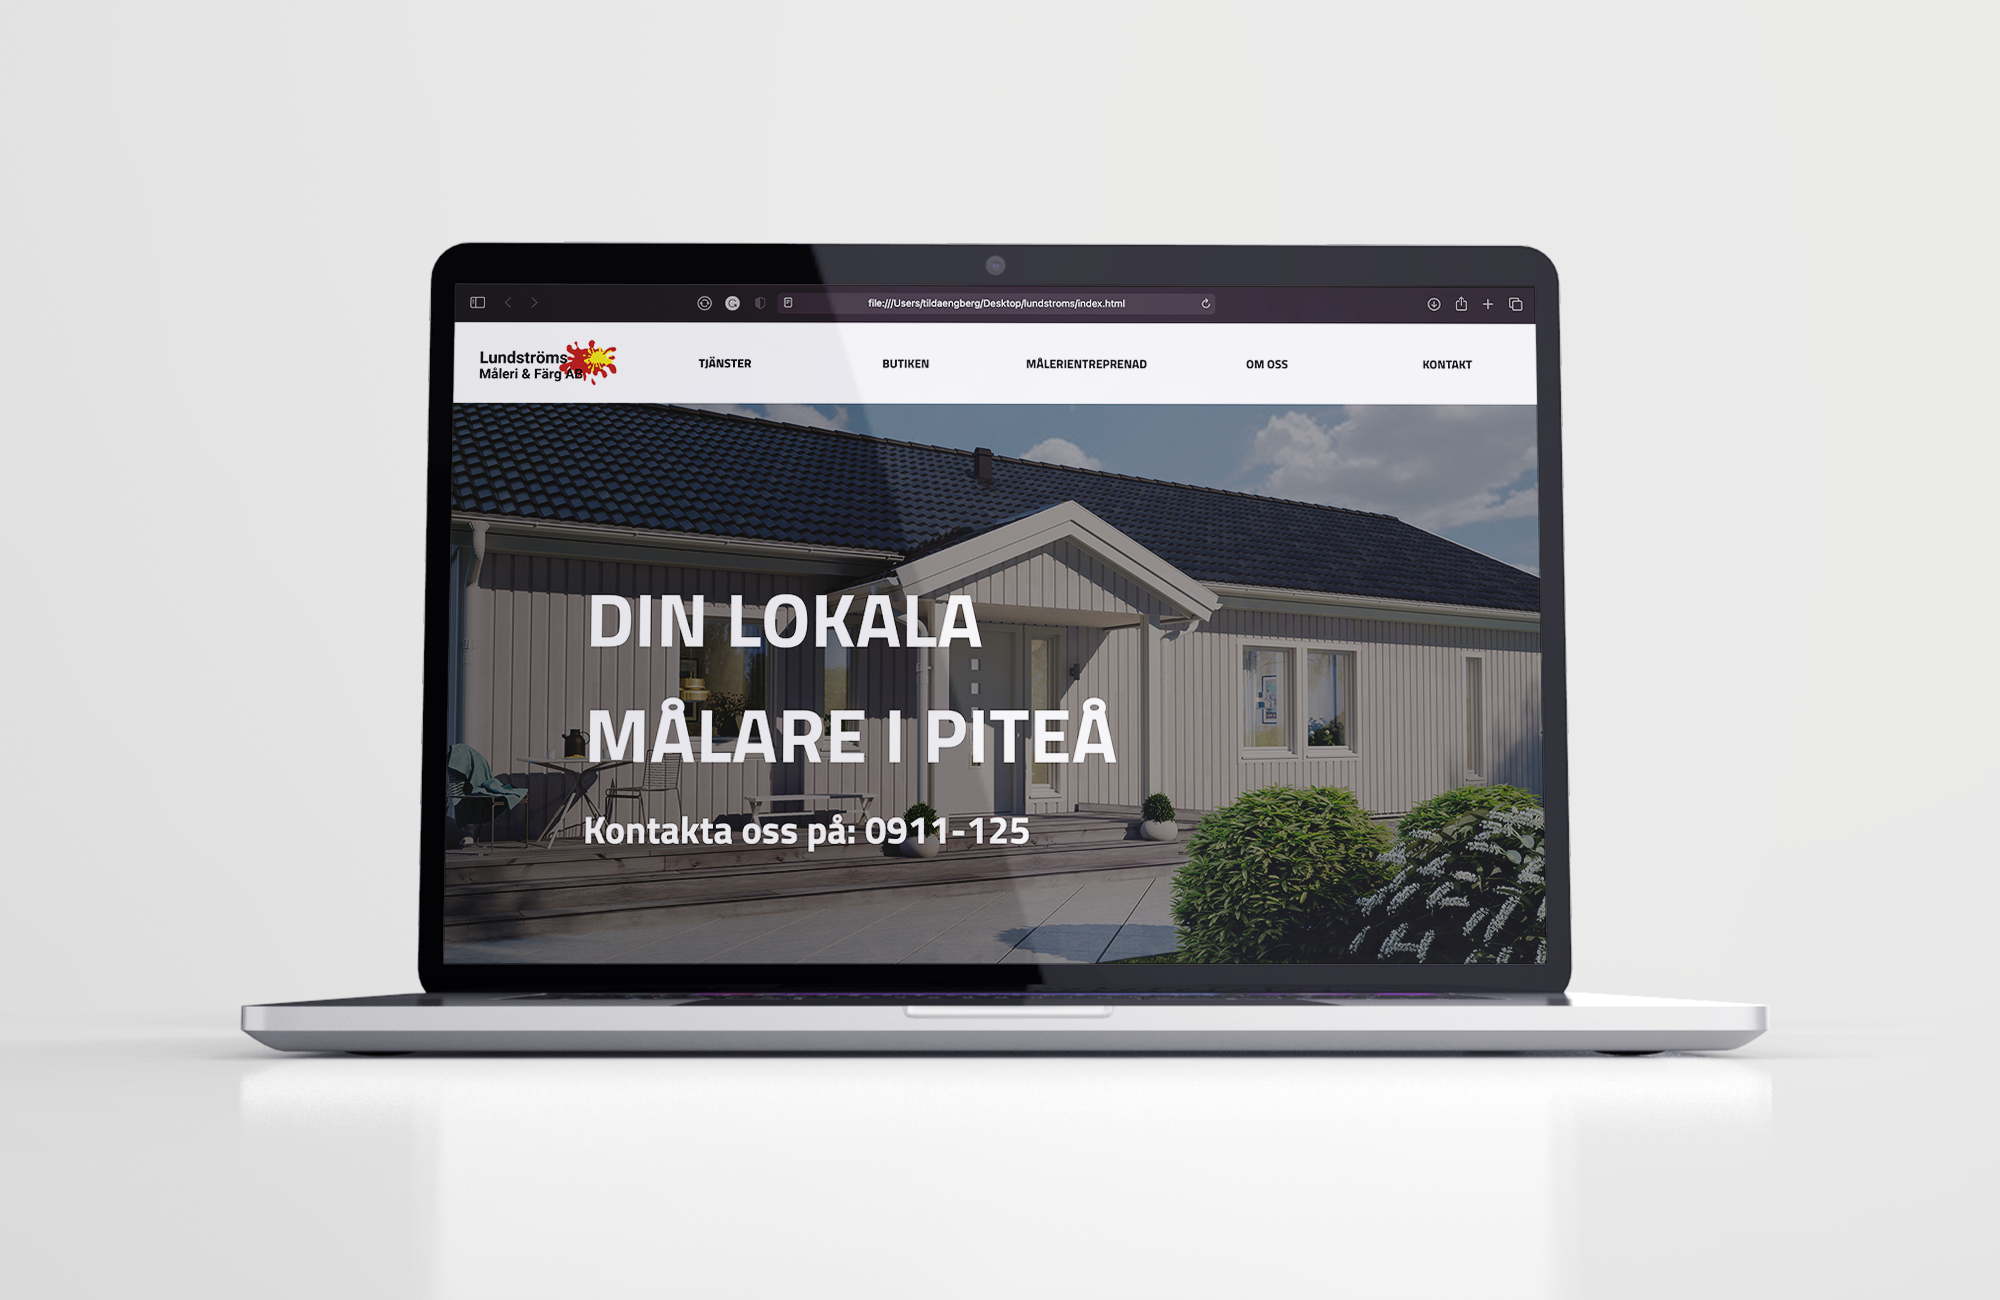 file:///Users/tildaengberg/Desktop/lundstroms/index.html
Lundströms
Måleri & Färg AB
TJÄNSTER
BUTIKEN
MÅLERIENTREPRENAD
OM OSS
KONTAKT
DIN LOKALA
MÅLARE I PITEÅ
Kontakta oss på: 0911-125